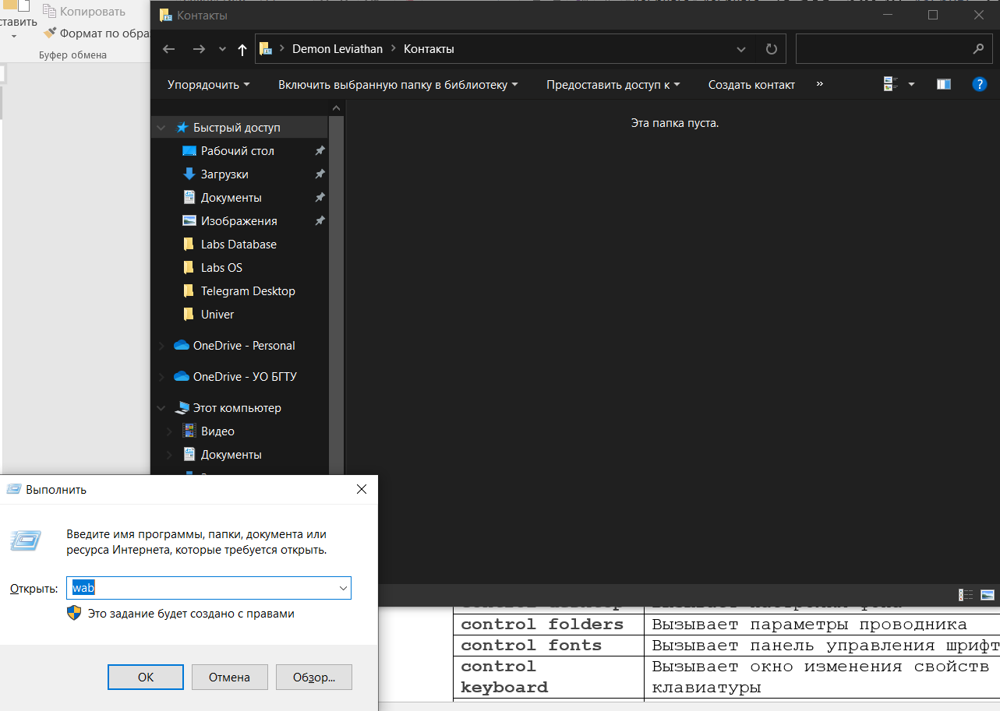 Копировать
ставить
Формат по обра
Буфер обмена
Контакты
Demon Leviathan
Контакты
Упорядочить
Включить выбранную папку в библиотеку
Предоставить доступ к
Создать контакт
»
?
Эта папка пуста.
Быстрый доступ
Рабочий стол
Загрузки
Документы
Изображения
Labs Database
Labs OS
Telegram Desktop
Univer
OneDrive - Personal
OneDrive - УО БГТУ
Этот компьютер
Видео
Документы
Выполнить
Введите имя программы, папки, документа или
ресурса Интернета, которые требуется открыть.
Открыть:
wab
Это задание будет создано с правами
ОК
Отмена
Обзор...
control folders
Вызывает параметры проводника
control fonts
Вызывает панель управления шрифт
control
keyboard
Вызывает окно изменения свойств
клавиатуры